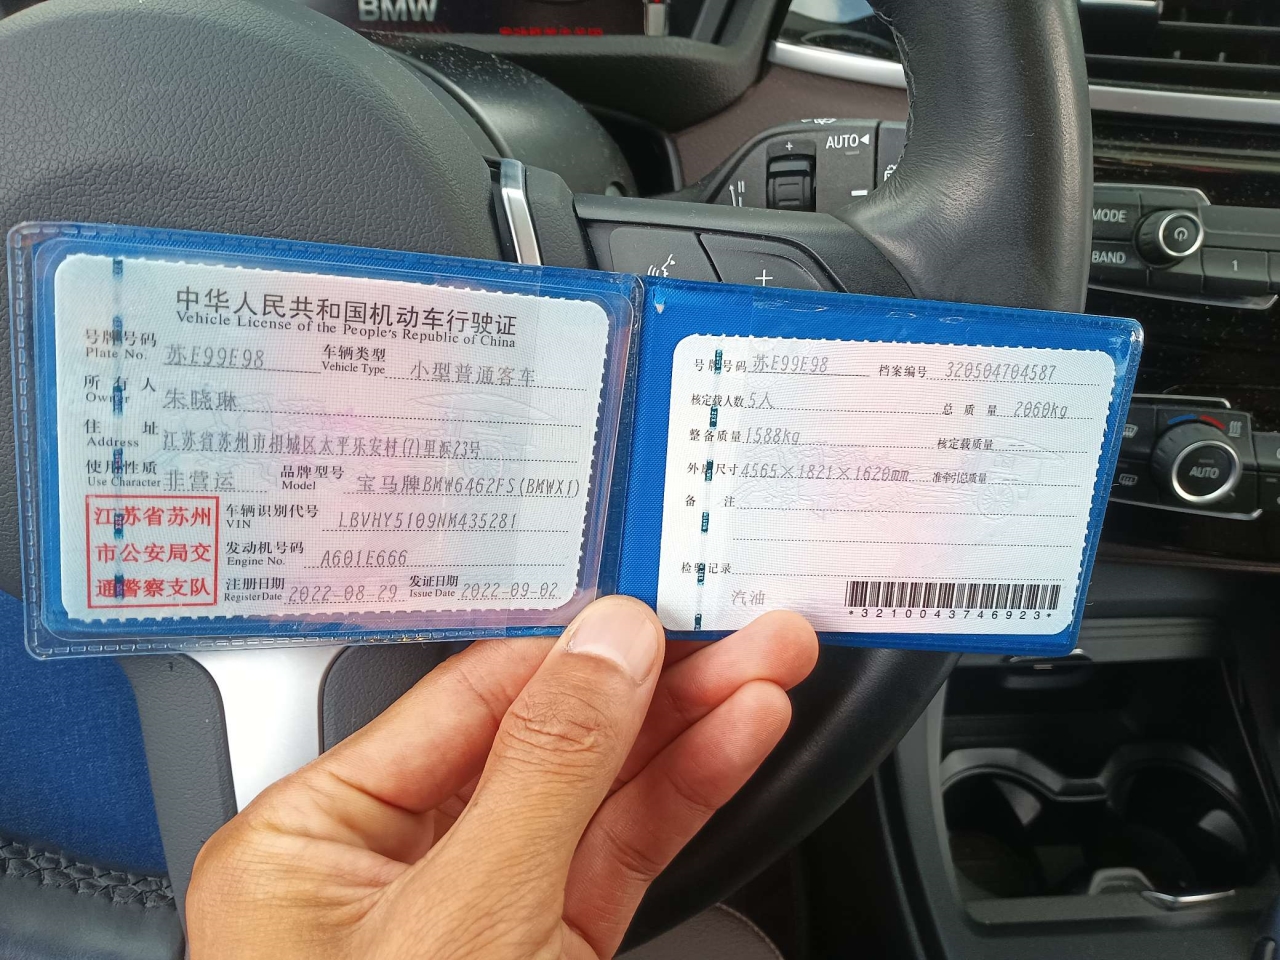 BMW
AUTO
MODE
BAND
1
AUTO
中华人民共和国机动车行驶证
Vehicle License of the People's Republic of China
号牌号码 苏E99E98 车辆类型 小型普通客车
Plate No. Vehicle Type
所有人 朱晓琳
Owner
住址 江苏省苏州市相城区太平乐安村(7)里浜23号
Address
使用性质 非营运 品牌型号 宝马牌BMW6462FS(BMWX1)
Use Character Model
江苏省苏州
市公安局交
通警察支队
车辆识别代号 LBVHY5109NM435281
VIN
发动机号码 A601E666
Engine No.
注册日期 2022-08-29 发证日期 2022-09-02
Register Date Issue Date
号牌号码 苏E99E98 档案编号 320504704587
核定载人数 5人 总质量 2060kg
整备质量 1588kg 核定载质量 --
外廓尺寸 4565×1821×1620mm 准牵引总质量
备注
检验记录
汽油
*3210043746923*